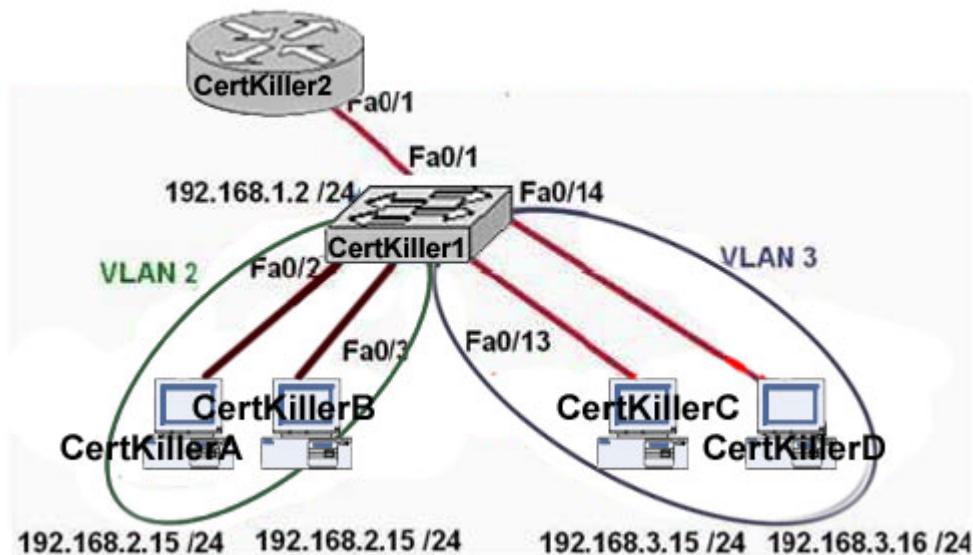 CertKiller2
Fa0/1
Fa0/1
192.168.1.2 /24
Fa0/14
CertKiller1
VLAN 2
Fa0/2
VLAN 3
Fa0/3
Fa0/13
CertKillerB
CertKillerC
CertKillerA
CertKillerD
192.168.2.15 /24
192.168.2.15 /24
192.168.3.15 /24
192.168.3.16 /24